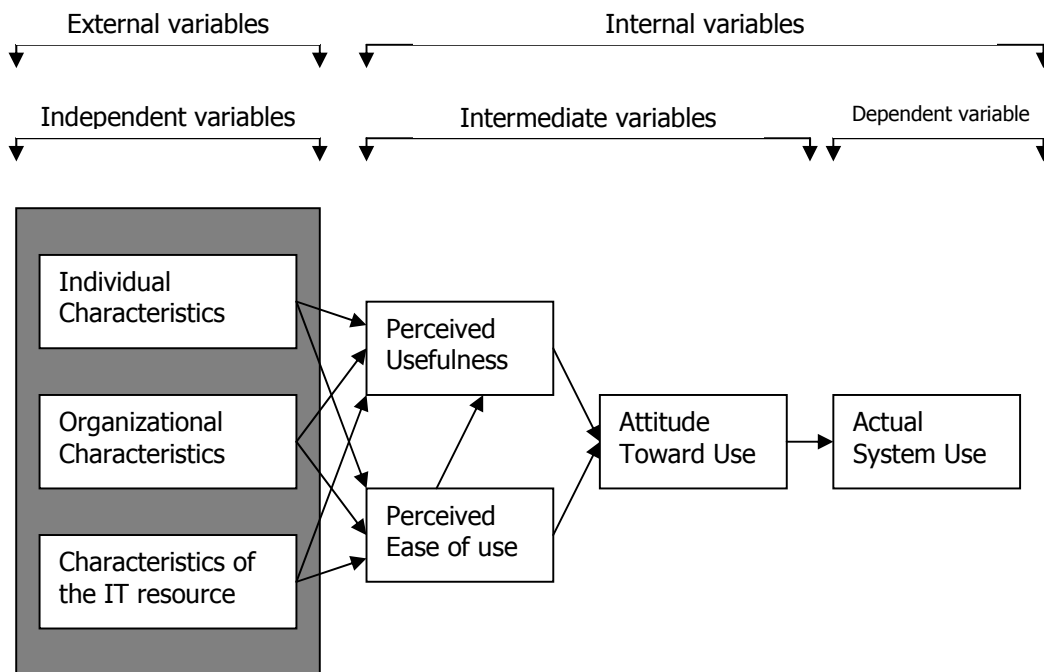 External variables
Internal variables
Independent variables
Intermediate variables
Dependent variable
Individual
Characteristics
Organizational
Characteristics
Characteristics of
the IT resource
Perceived
Usefulness
Perceived
Ease of use
Attitude
Toward Use
Actual
System Use